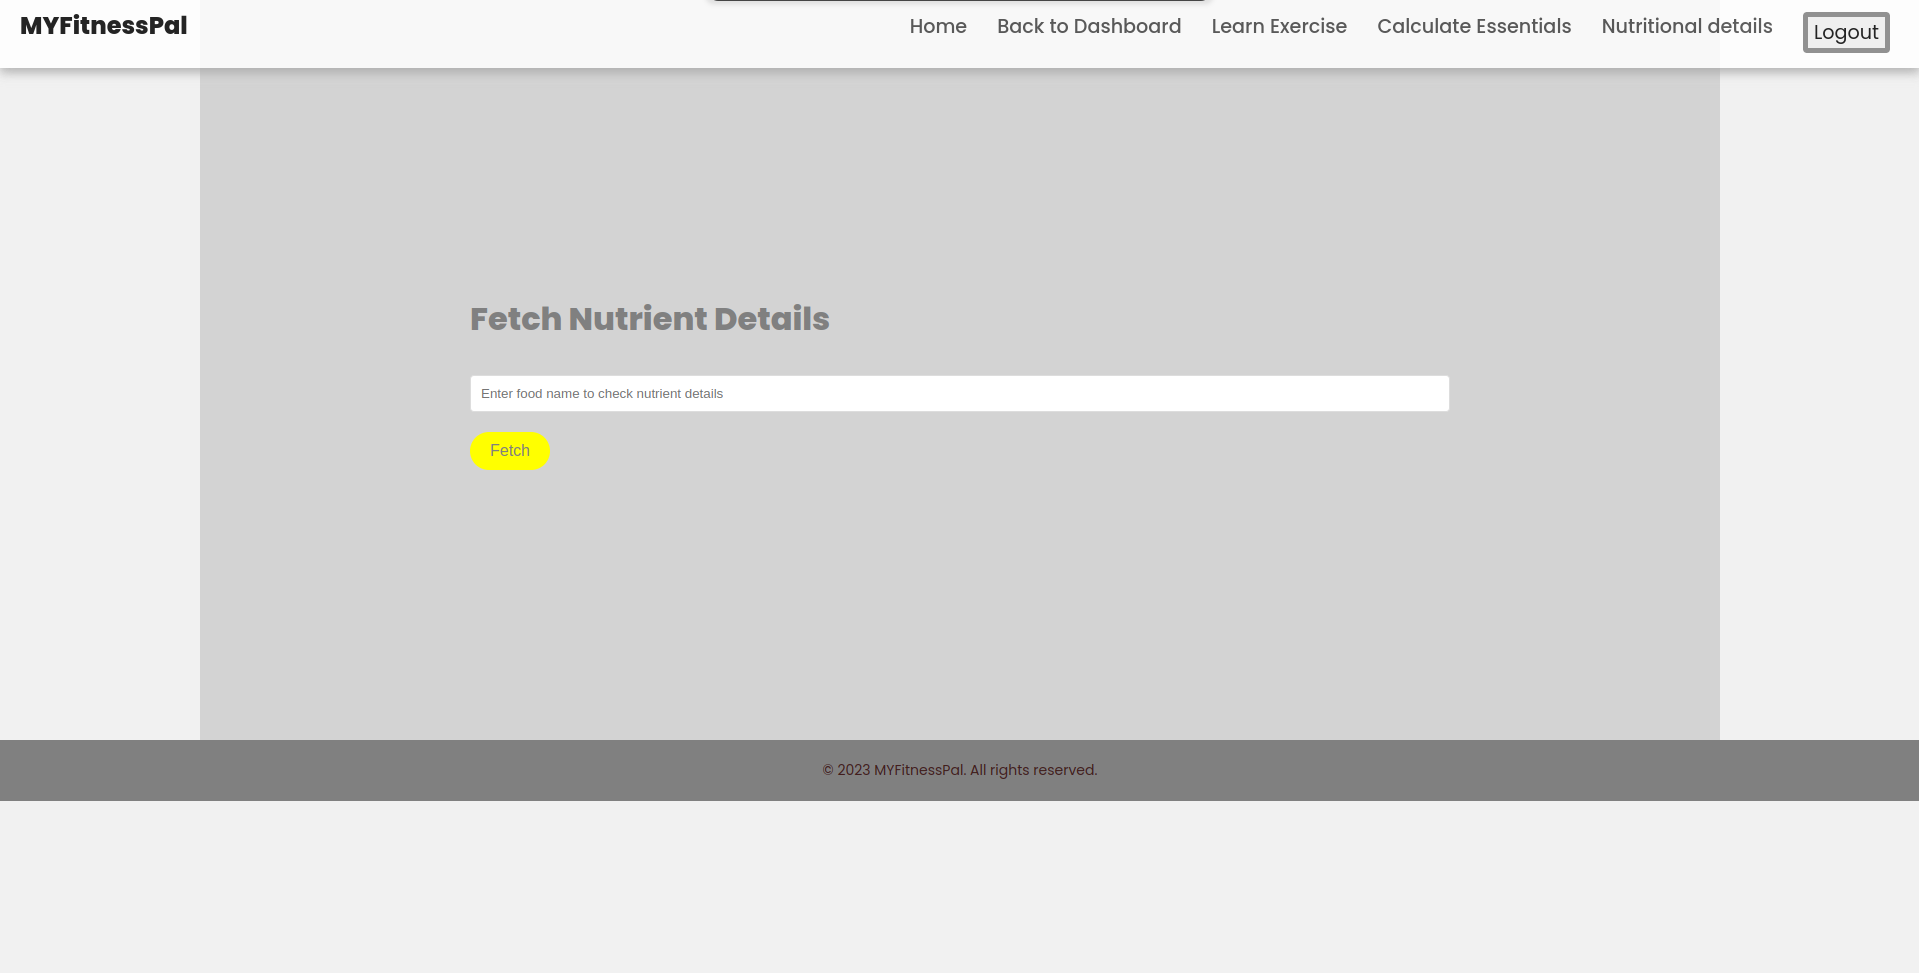 MYFitnessPal
Home
Back to Dashboard
Learn Exercise
Calculate Essentials
Nutritional details
Logout
Fetch Nutrient Details
Enter food name to check nutrient details
Fetch
© 2023 MYFitnessPal. All rights reserved.